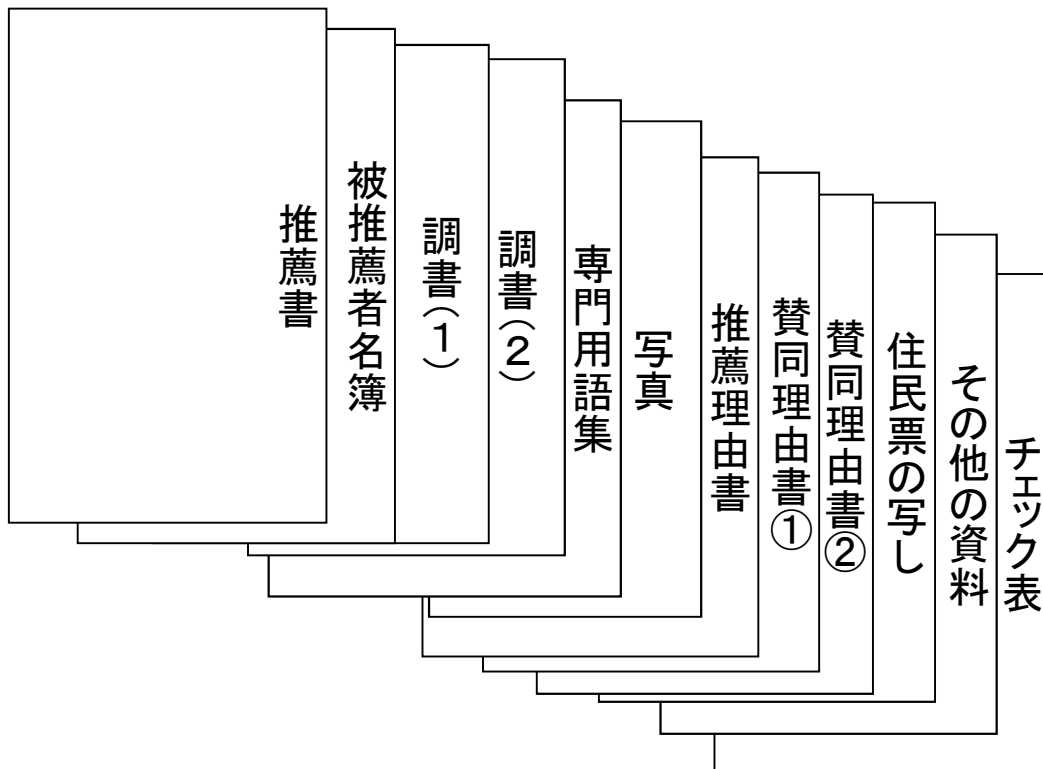 推薦書
被推薦者名簿
調書（１）
調書（２）
専門用語集
写真
推薦理由書
賛同理由書①
賛同理由書②
住民票の写し
その他の資料
チェック表